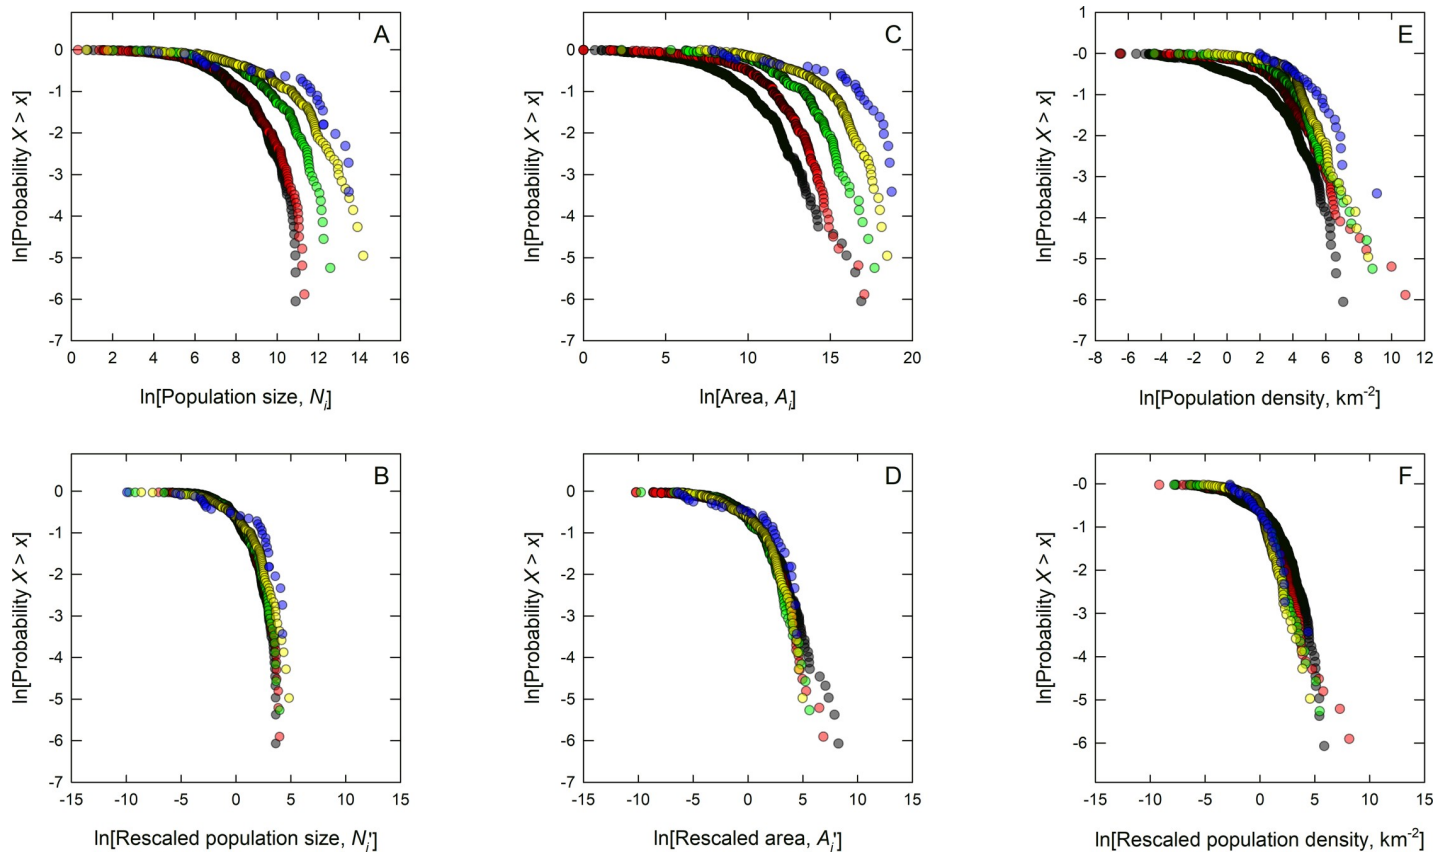 A
ln[Probability X > x]
0
-1
-2
-3
-4
-5
-6
-7
0 2 4 6 8 10 12 14 16
ln[Population size, Ni]
C
ln[Probability X > x]
0
-1
-2
-3
-4
-5
-6
-7
0 5 10 15 20
ln[Area, Ai]
E
ln[Probability X > x]
1
-0
-1
-2
-3
-4
-5
-6
-7
-8 -6 -4 -2 0 2 4 6 8 10 12
ln[Population density, km-2]
B
ln[Probability X > x]
0
-1
-2
-3
-4
-5
-6
-7
-15 -10 -5 0 5 10 15
ln[Rescaled population size, Ni']
D
ln[Probability X > x]
0
-1
-2
-3
-4
-5
-6
-7
-15 -10 -5 0 5 10 15
ln[Rescaled area, Ai']
F
ln[Probability X > x]
-0
-1
-2
-3
-4
-5
-6
-15 -10 -5 0 5 10 15
ln[Rescaled population density, km-2]